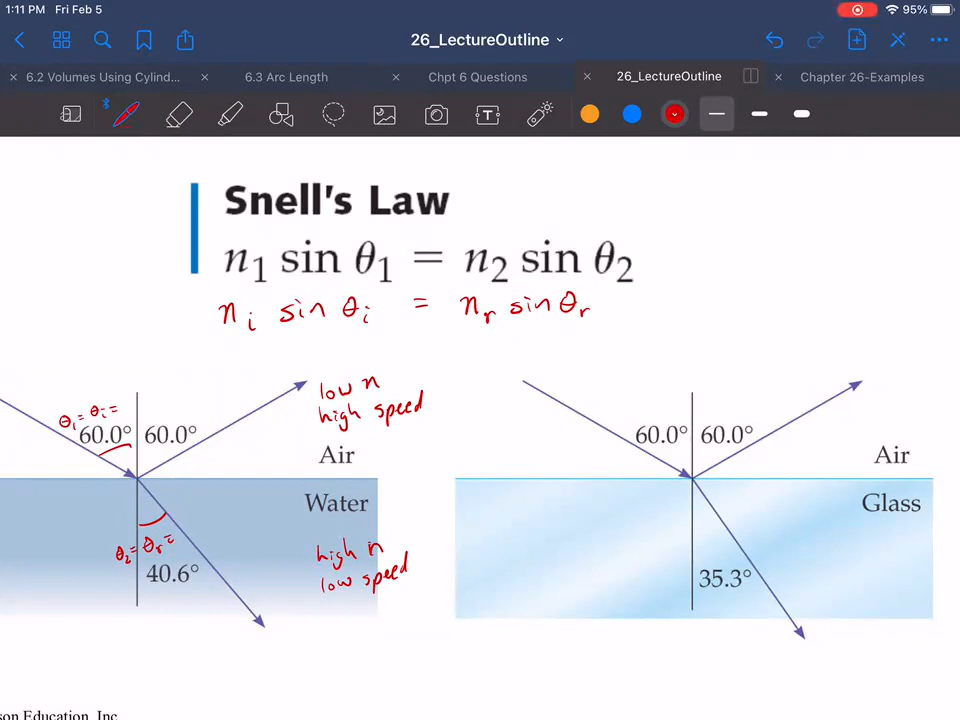 1:11 PM Fri Feb 5
95%
26_LectureOutline
6.2 Volumes Using Cylind...
6.3 Arc Length
Chpt 6 Questions
26_LectureOutline
Chapter 26-Examples
Snell's Law
n₁ sin θ₁ = n₂ sin θ₂
nᵢ sin θᵢ = nᵣ sin θᵣ
low n
high speed
θ₁ = θᵢ =
60.0° 60.0°
Air
Water
θ₂ = θᵣ =
40.6°
high n
low speed
60.0° 60.0°
Air
Glass
35.3°
son Education, Inc